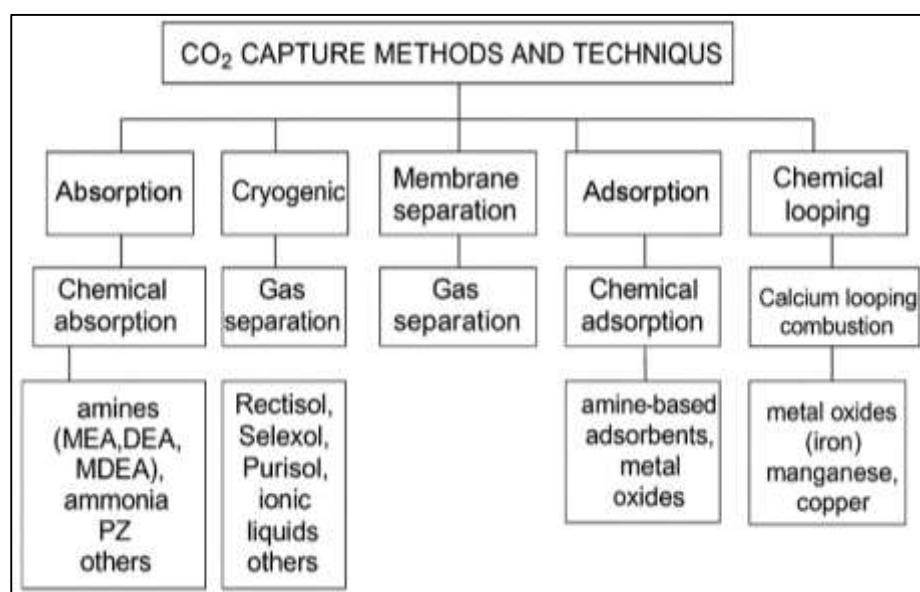 CO₂ CAPTURE METHODS AND TECHNIQUS
Absorption
Cryogenic
Membrane
separation
Adsorption
Chemical
looping
Chemical
absorption
Gas
separation
Gas
separation
Chemical
adsorption
Calcium looping
combustion
amines
(MEA,DEA,
MDEA),
ammonia
PZ
others
Rectisol,
Selexol,
Purisol,
ionic
liquids
others
amine-based
adsorbents,
metal
oxides
metal oxides
(iron)
manganese,
copper